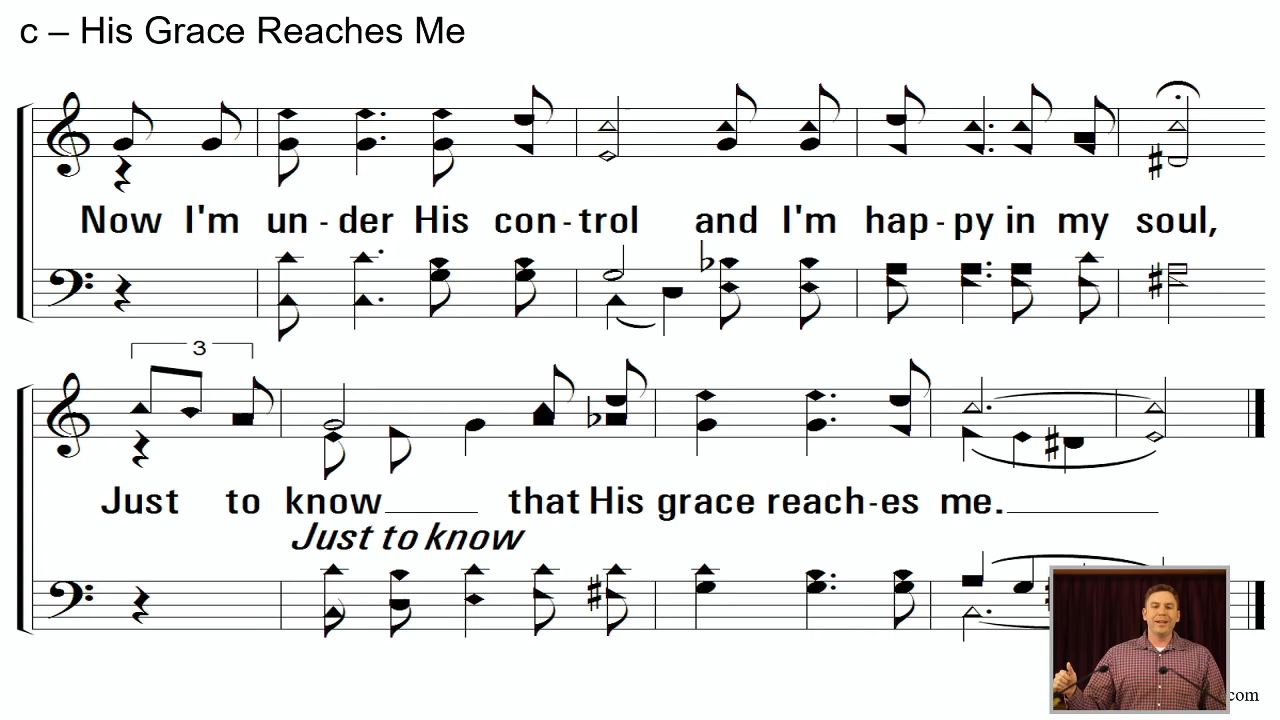 c – His Grace Reaches Me
Now I'm un - der His con - trol and I'm hap - py in my soul,
3
Just to know that His grace reach - es me.
Just to know
com